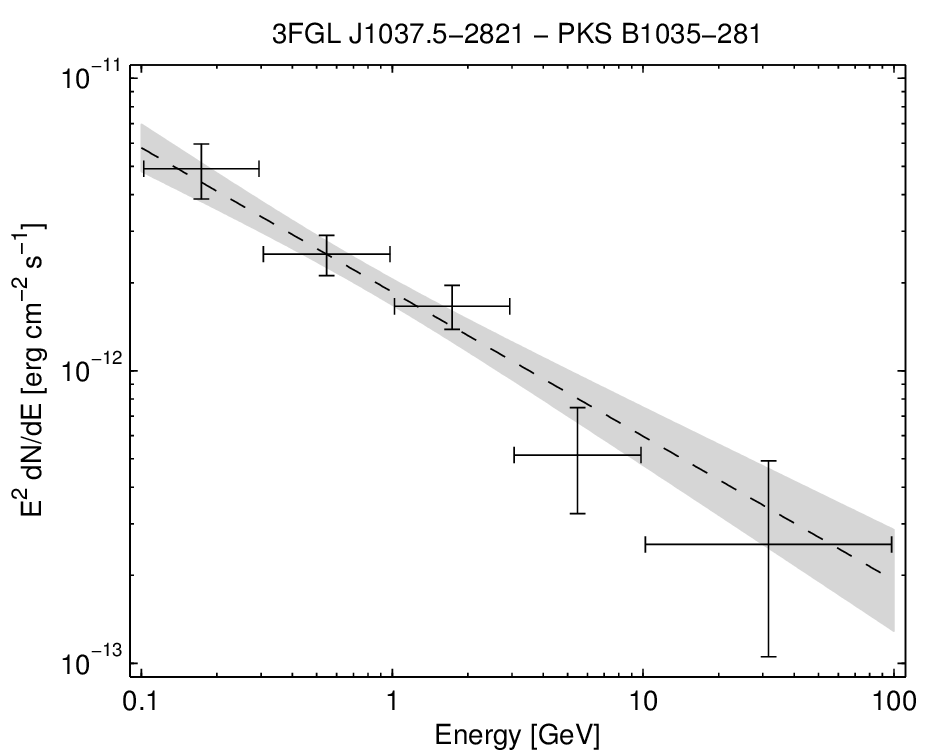 3FGL J1037.5−2821 − PKS B1035−281
E² dN/dE [erg cm⁻² s⁻¹]
10⁻¹¹
10⁻¹²
10⁻¹³
0.1 1 10 100
Energy [GeV]